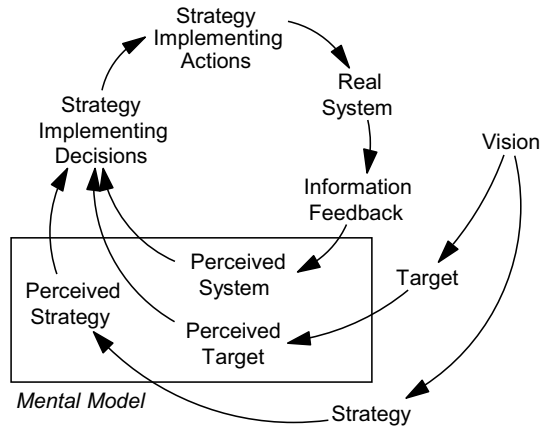 Strategy
Implementing
Actions
Real
System
Strategy
Implementing
Decisions
Vision
Information
Feedback
Perceived
System
Target
Perceived
Strategy
Perceived
Target
Mental Model
Strategy